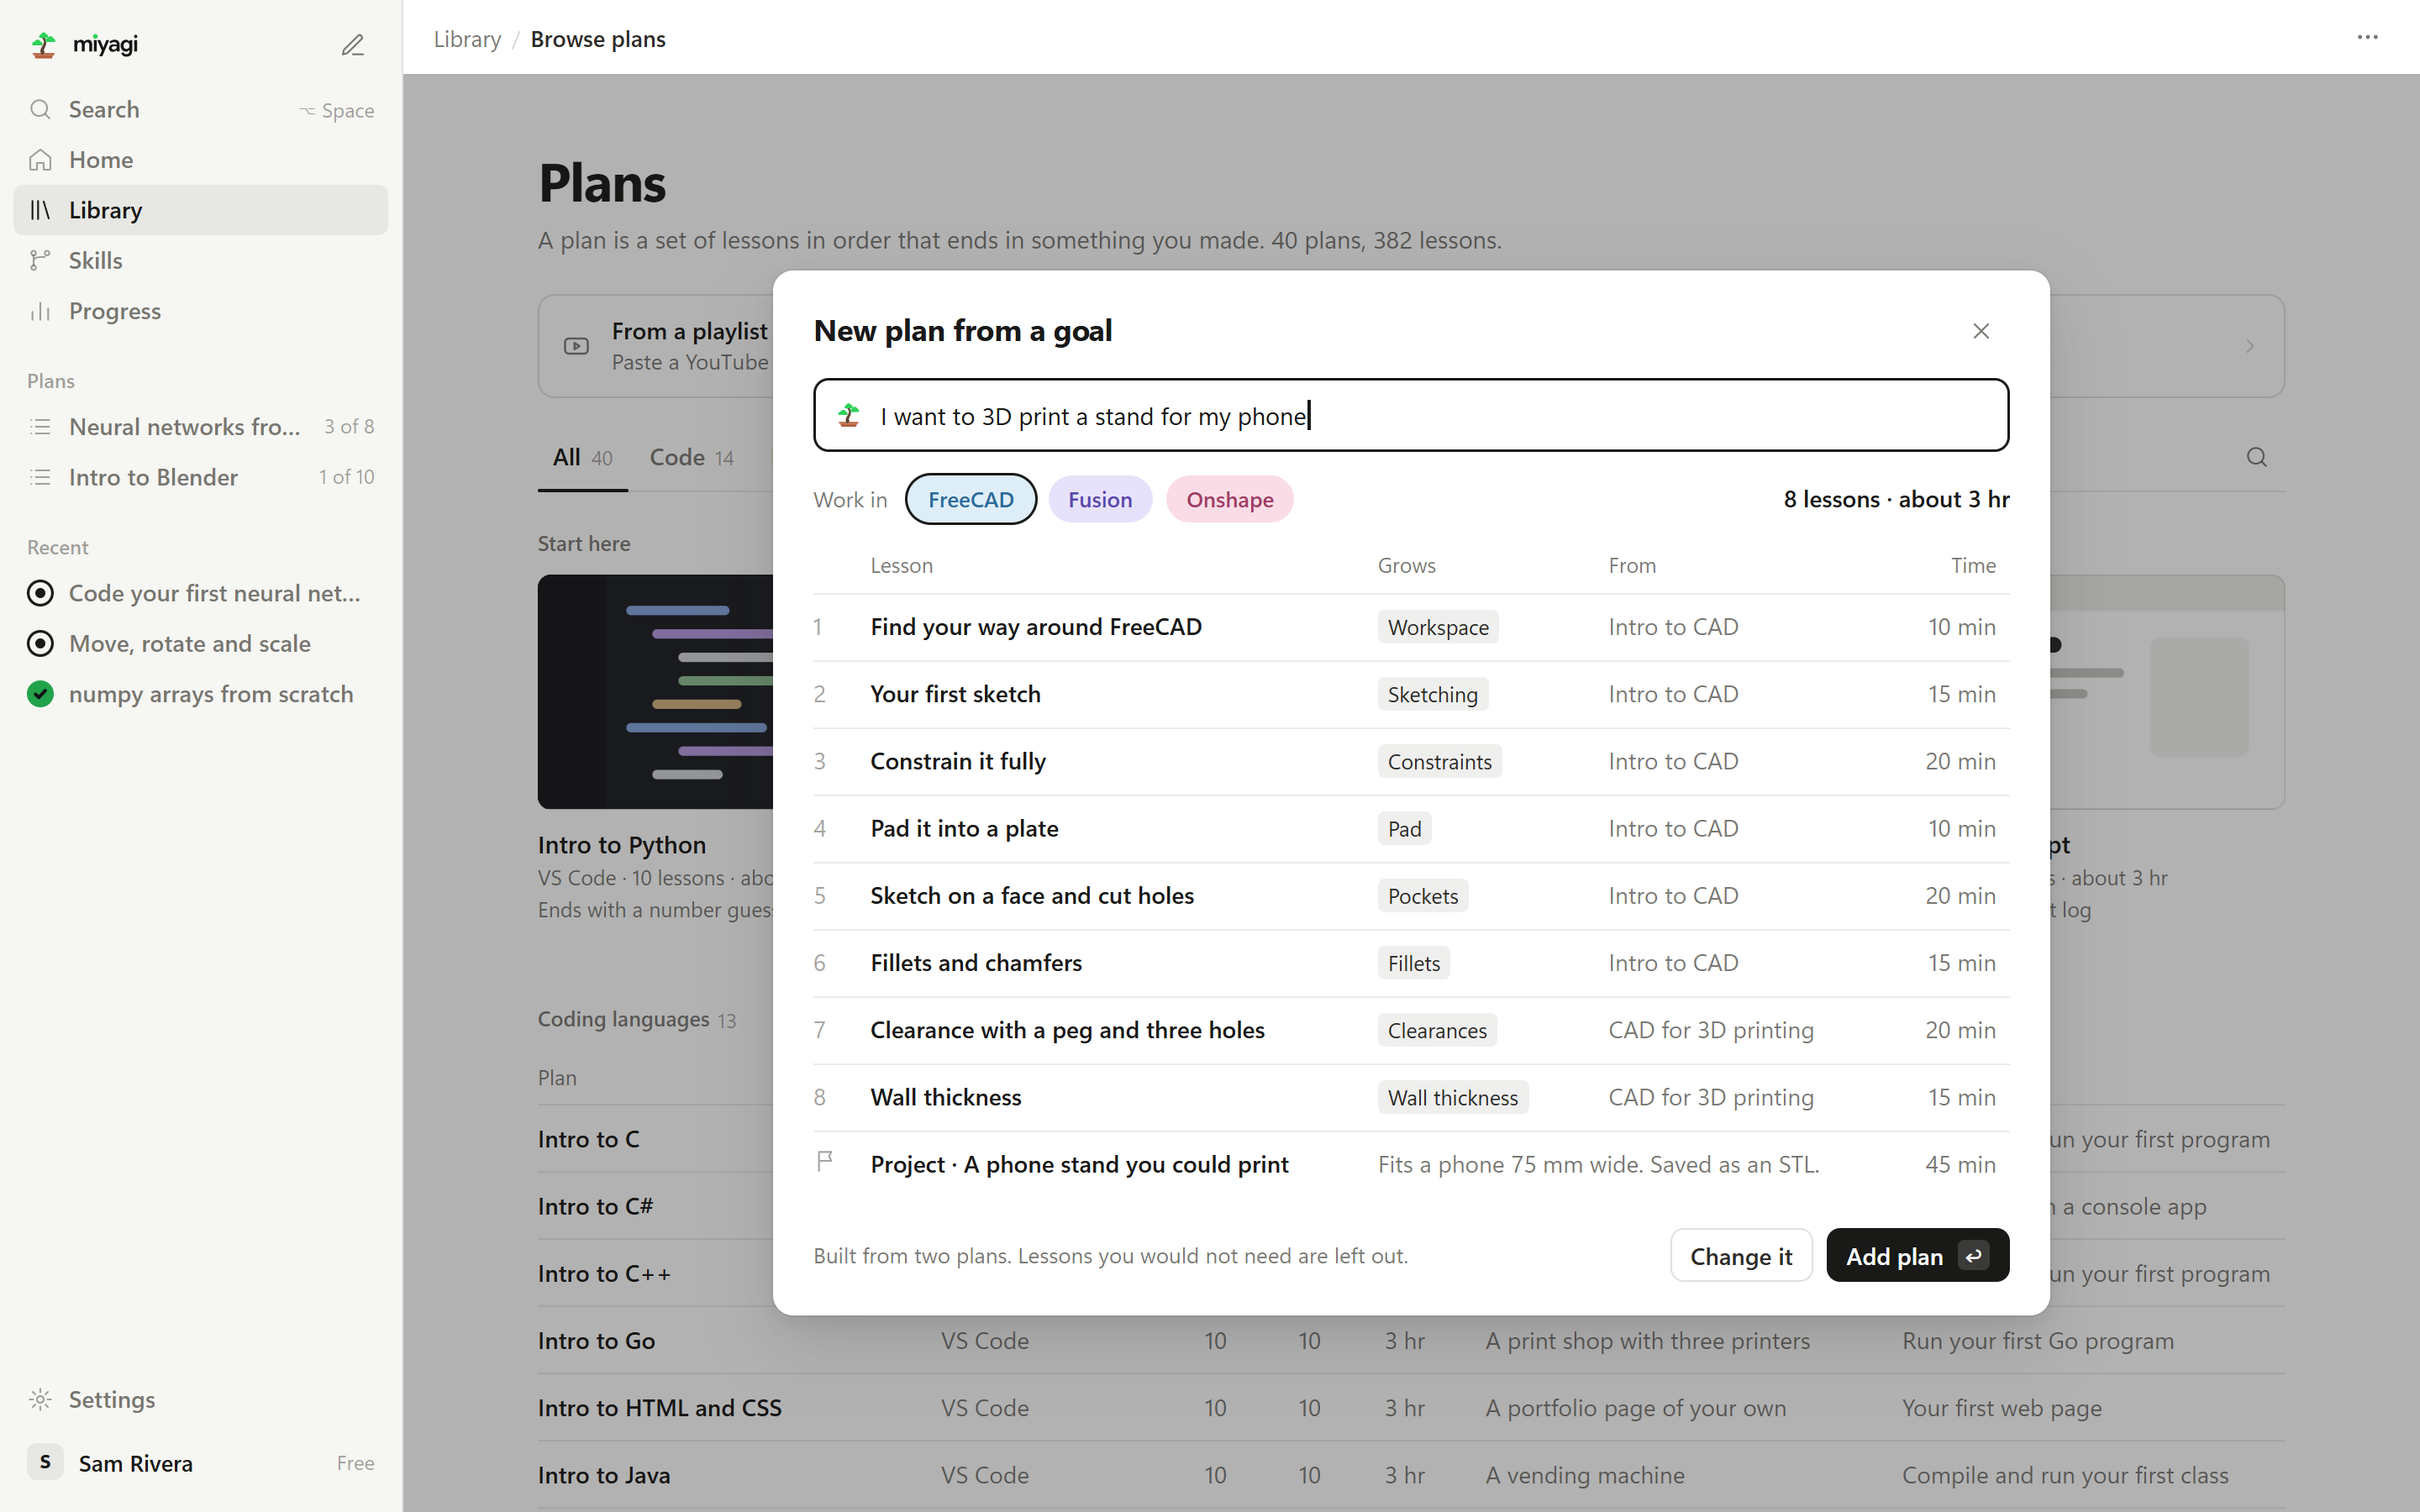 miyagi
Search
⌥ Space
Home
Library
Skills
Progress
Plans
Neural networks fro...
3 of 8
Intro to Blender
1 of 10
Recent
Code your first neural net...
Move, rotate and scale
numpy arrays from scratch
Settings
S
Sam Rivera
Free
Library / Browse plans
Plans
A plan is a set of lessons in order that ends in something you made. 40 plans, 382 lessons.
From a playlist
Paste a YouTube
All 40
Code 14
Start here
Intro to Python
VS Code · 10 lessons
Ends with a number
· about 3 hr
log
Coding languages 13
Plan
Intro to C
your first program
Intro to C#
a console app
Intro to C++
your first program
Intro to Go
VS Code
10
10
3 hr
A print shop with three printers
Run your first Go program
Intro to HTML and CSS
VS Code
10
10
3 hr
A portfolio page of your own
Your first web page
Intro to Java
VS Code
10
10
3 hr
A vending machine
Compile and run your first class
New plan from a goal
I want to 3D print a stand for my phone
Work in
FreeCAD
Fusion
Onshape
8 lessons · about 3 hr
Lesson
Grows
From
Time
1
Find your way around FreeCAD
Workspace
Intro to CAD
10 min
2
Your first sketch
Sketching
Intro to CAD
15 min
3
Constrain it fully
Constraints
Intro to CAD
20 min
4
Pad it into a plate
Pad
Intro to CAD
10 min
5
Sketch on a face and cut holes
Pockets
Intro to CAD
20 min
6
Fillets and chamfers
Fillets
Intro to CAD
15 min
7
Clearance with a peg and three holes
Clearances
CAD for 3D printing
20 min
8
Wall thickness
Wall thickness
CAD for 3D printing
15 min
Project · A phone stand you could print
Fits a phone 75 mm wide. Saved as an STL.
45 min
Built from two plans. Lessons you would not need are left out.
Change it
Add plan